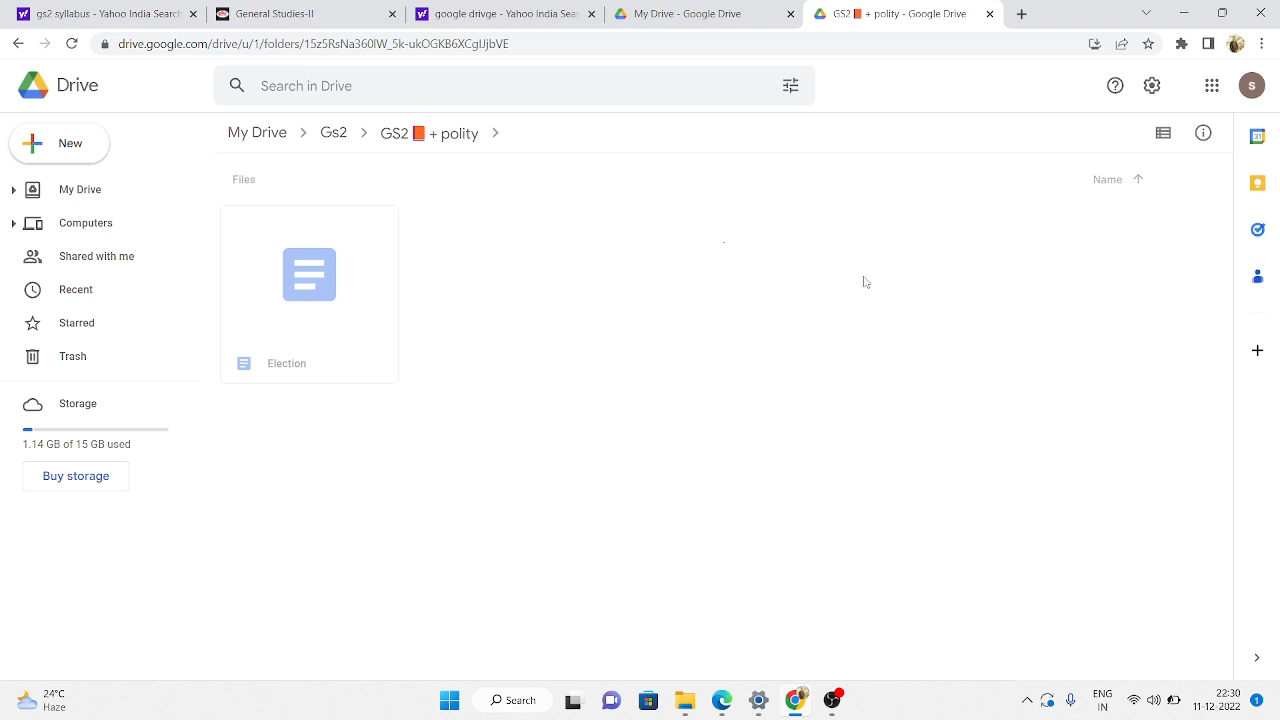 gs2 syllabus - Yahoo India Search
General Studies-II
google drive - Yahoo India Sear
My Drive - Google Drive
GS2📕 + polity - Google Drive
drive.google.com/drive/u/1/folders/15z5RsNa360IW_5k-ukOGKB6XCgIJjbVE
Drive
Search in Drive
S
New
My Drive > Gs2 > GS2📕 + polity >
Files
Name
31
My Drive
Computers
Shared with me
Recent
Starred
Trash
Election
Storage
1.14 GB of 15 GB used
Buy storage
24°C
Haze
Search
ENG
IN
22:30
11-12-2022
1